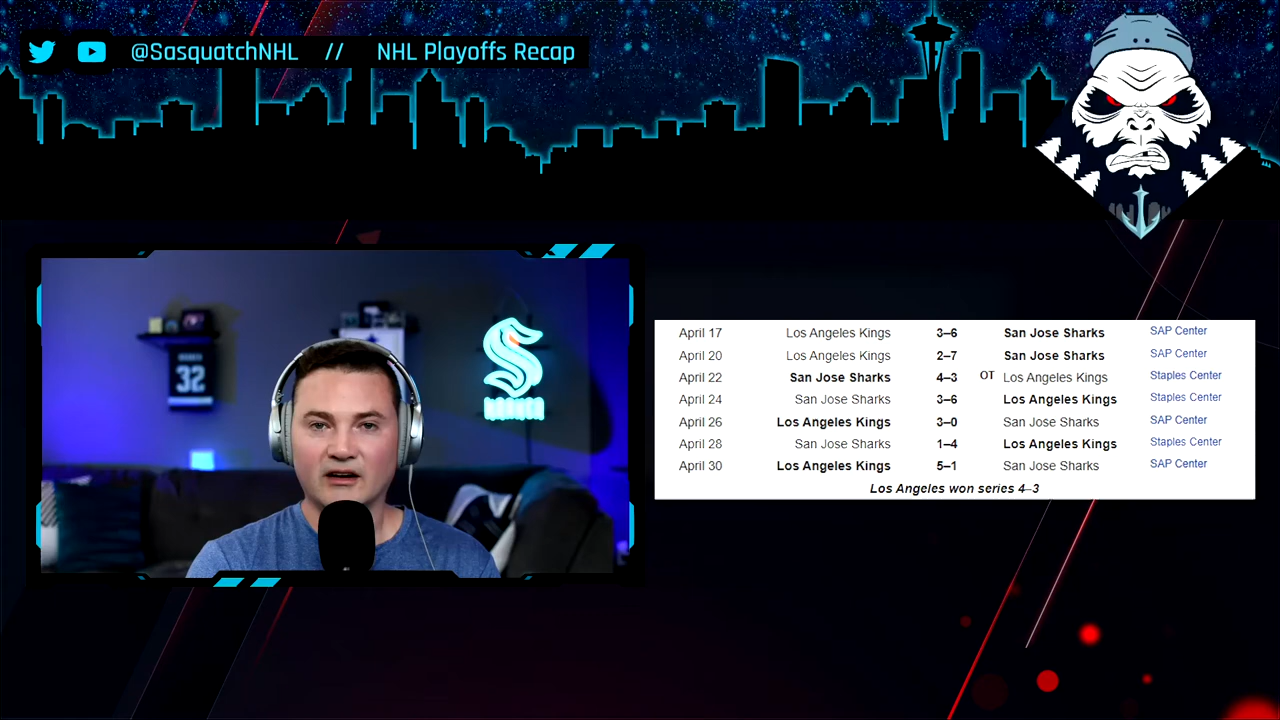 @SasquatchNHL // NHL Playoffs Recap
32
April 17 Los Angeles Kings 3–6 San Jose Sharks SAP Center
April 20 Los Angeles Kings 2–7 San Jose Sharks SAP Center
April 22 San Jose Sharks 4–3 OT Los Angeles Kings Staples Center
April 24 San Jose Sharks 3–6 Los Angeles Kings Staples Center
April 26 Los Angeles Kings 3–0 San Jose Sharks SAP Center
April 28 San Jose Sharks 1–4 Los Angeles Kings Staples Center
April 30 Los Angeles Kings 5–1 San Jose Sharks SAP Center
Los Angeles won series 4–3